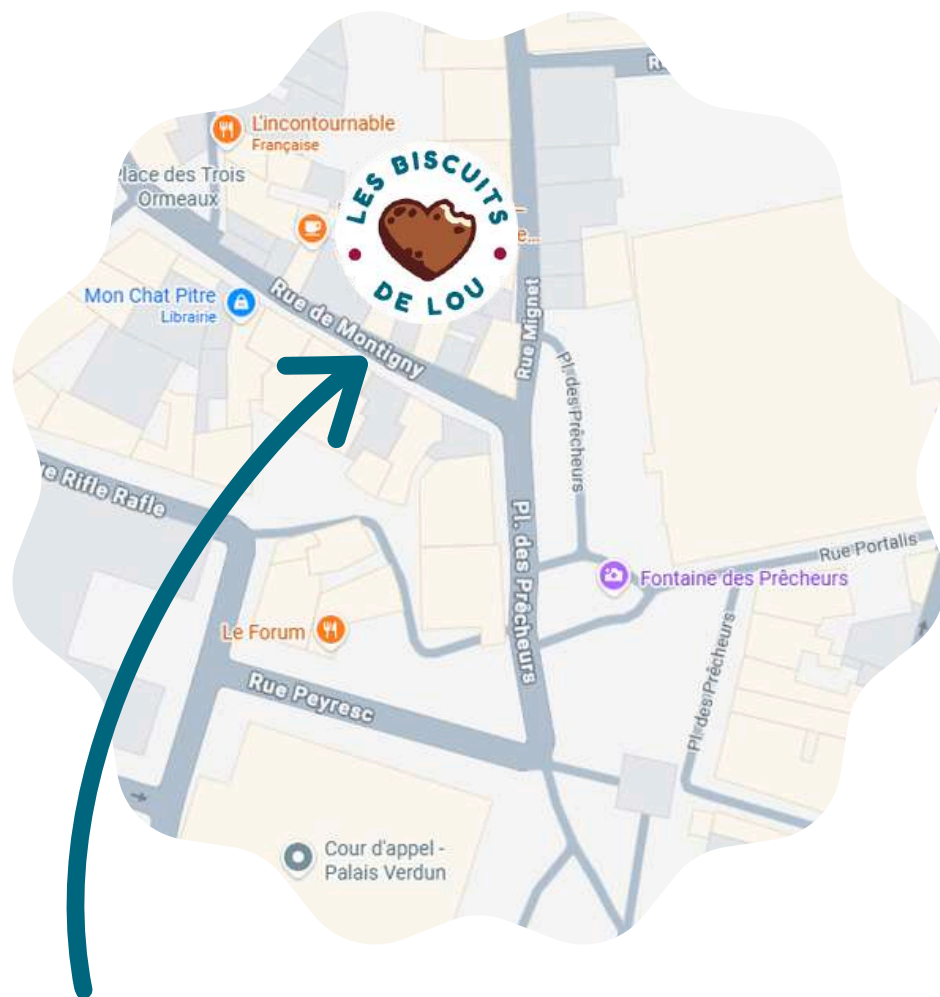 L'incontournable
Française
Place des Trois
Ormeaux
LES BISCUITS
DE LOU
e...
Mon Chat Pitre
Librairie
Rue de Montigny
Rue Mignet
Pl. des Prêcheurs
Rue Rifle Rafle
Pl. des Prêcheurs
Rue Portalis
Fontaine des Prêcheurs
Le Forum
Pl. des Prêcheurs
Rue Peyresc
Cour d'appel -
Palais Verdun